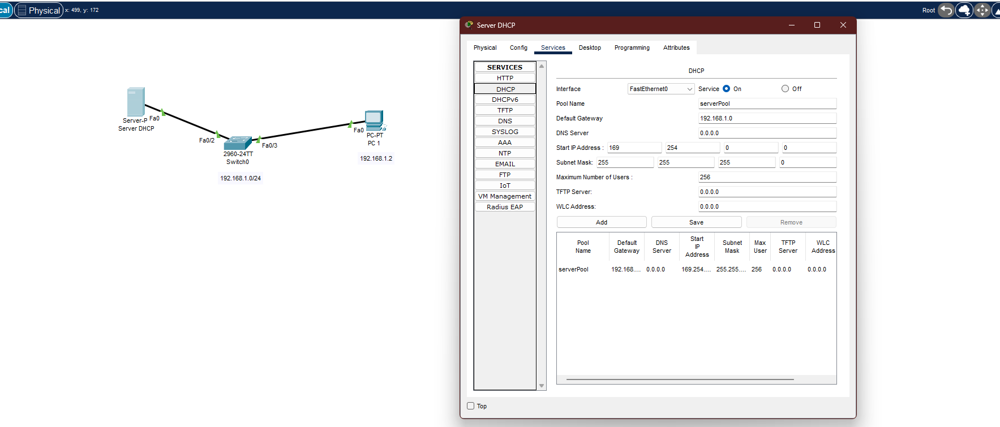 cal Physical x: 499, y: 172 Root
Server DHCP
Physical Config Services Desktop Programming Attributes
SERVICES
HTTP
DHCP
DHCPv6
TFTP
DNS
SYSLOG
AAA
NTP
EMAIL
FTP
IoT
VM Management
Radius EAP
DHCP
Interface FastEthernet0 Service On Off
Pool Name serverPool
Default Gateway 192.168.1.0
DNS Server 0.0.0.0
Start IP Address : 169 254 0 0
Subnet Mask: 255 255 255 0
Maximum Number of Users : 256
TFTP Server: 0.0.0.0
WLC Address: 0.0.0.0
Add Save Remove
Pool Name Default Gateway DNS Server Start IP Address Subnet Mask Max User TFTP Server WLC Address
serverPool 192.168.... 0.0.0.0 169.254.... 255.255.... 256 0.0.0.0 0.0.0.0
Top
Server-P Fa0
Server DHCP
Fa0/2
Fa0/3
2960-24TT
Switch0
192.168.1.0/24
Fa0
PC-PT
PC 1
192.168.1.2